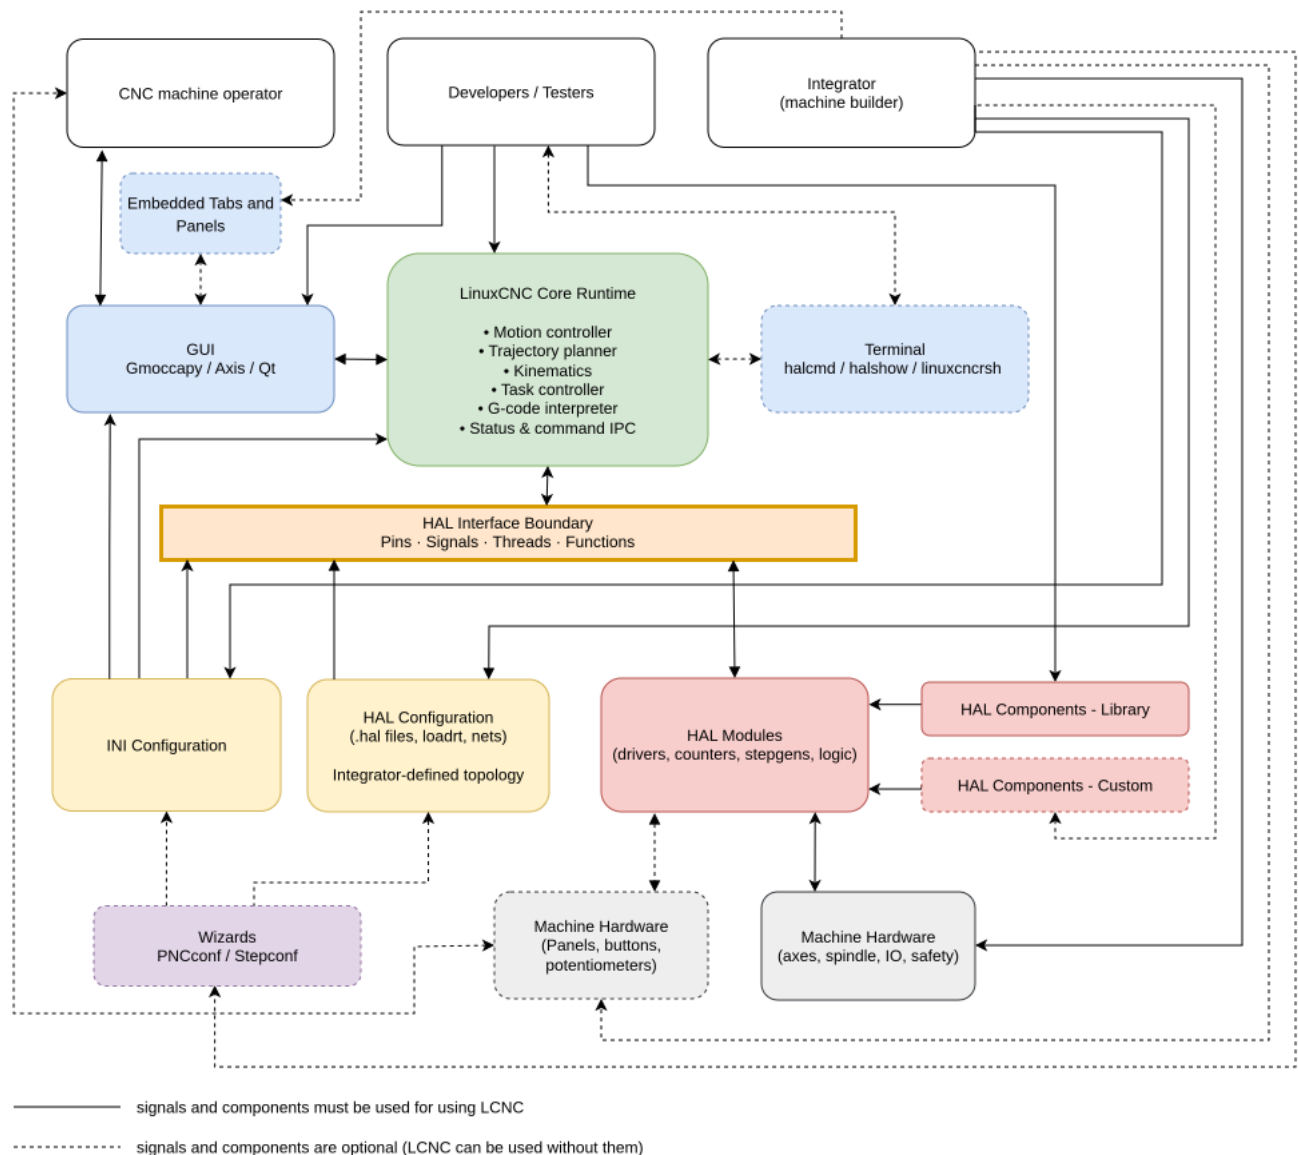 CNC machine operator
Developers / Testers
Integrator
(machine builder)
Embedded Tabs and
Panels
LinuxCNC Core Runtime
• Motion controller
• Trajectory planner
• Kinematics
• Task controller
• G-code interpreter
• Status & command IPC
GUI
Gmoccapy / Axis / Qt
Terminal
halcmd / halshow / linuxcncrsh
HAL Interface Boundary
Pins · Signals · Threads · Functions
INI Configuration
HAL Configuration
(.hal files, loadrt, nets)
Integrator-defined topology
HAL Modules
(drivers, counters, stepgens, logic)
HAL Components - Library
HAL Components - Custom
Wizards
PNCconf / Stepconf
Machine Hardware
(Panels, buttons,
potentiometers)
Machine Hardware
(axes, spindle, IO, safety)
signals and components must be used for using LCNC
signals and components are optional (LCNC can be used without them)